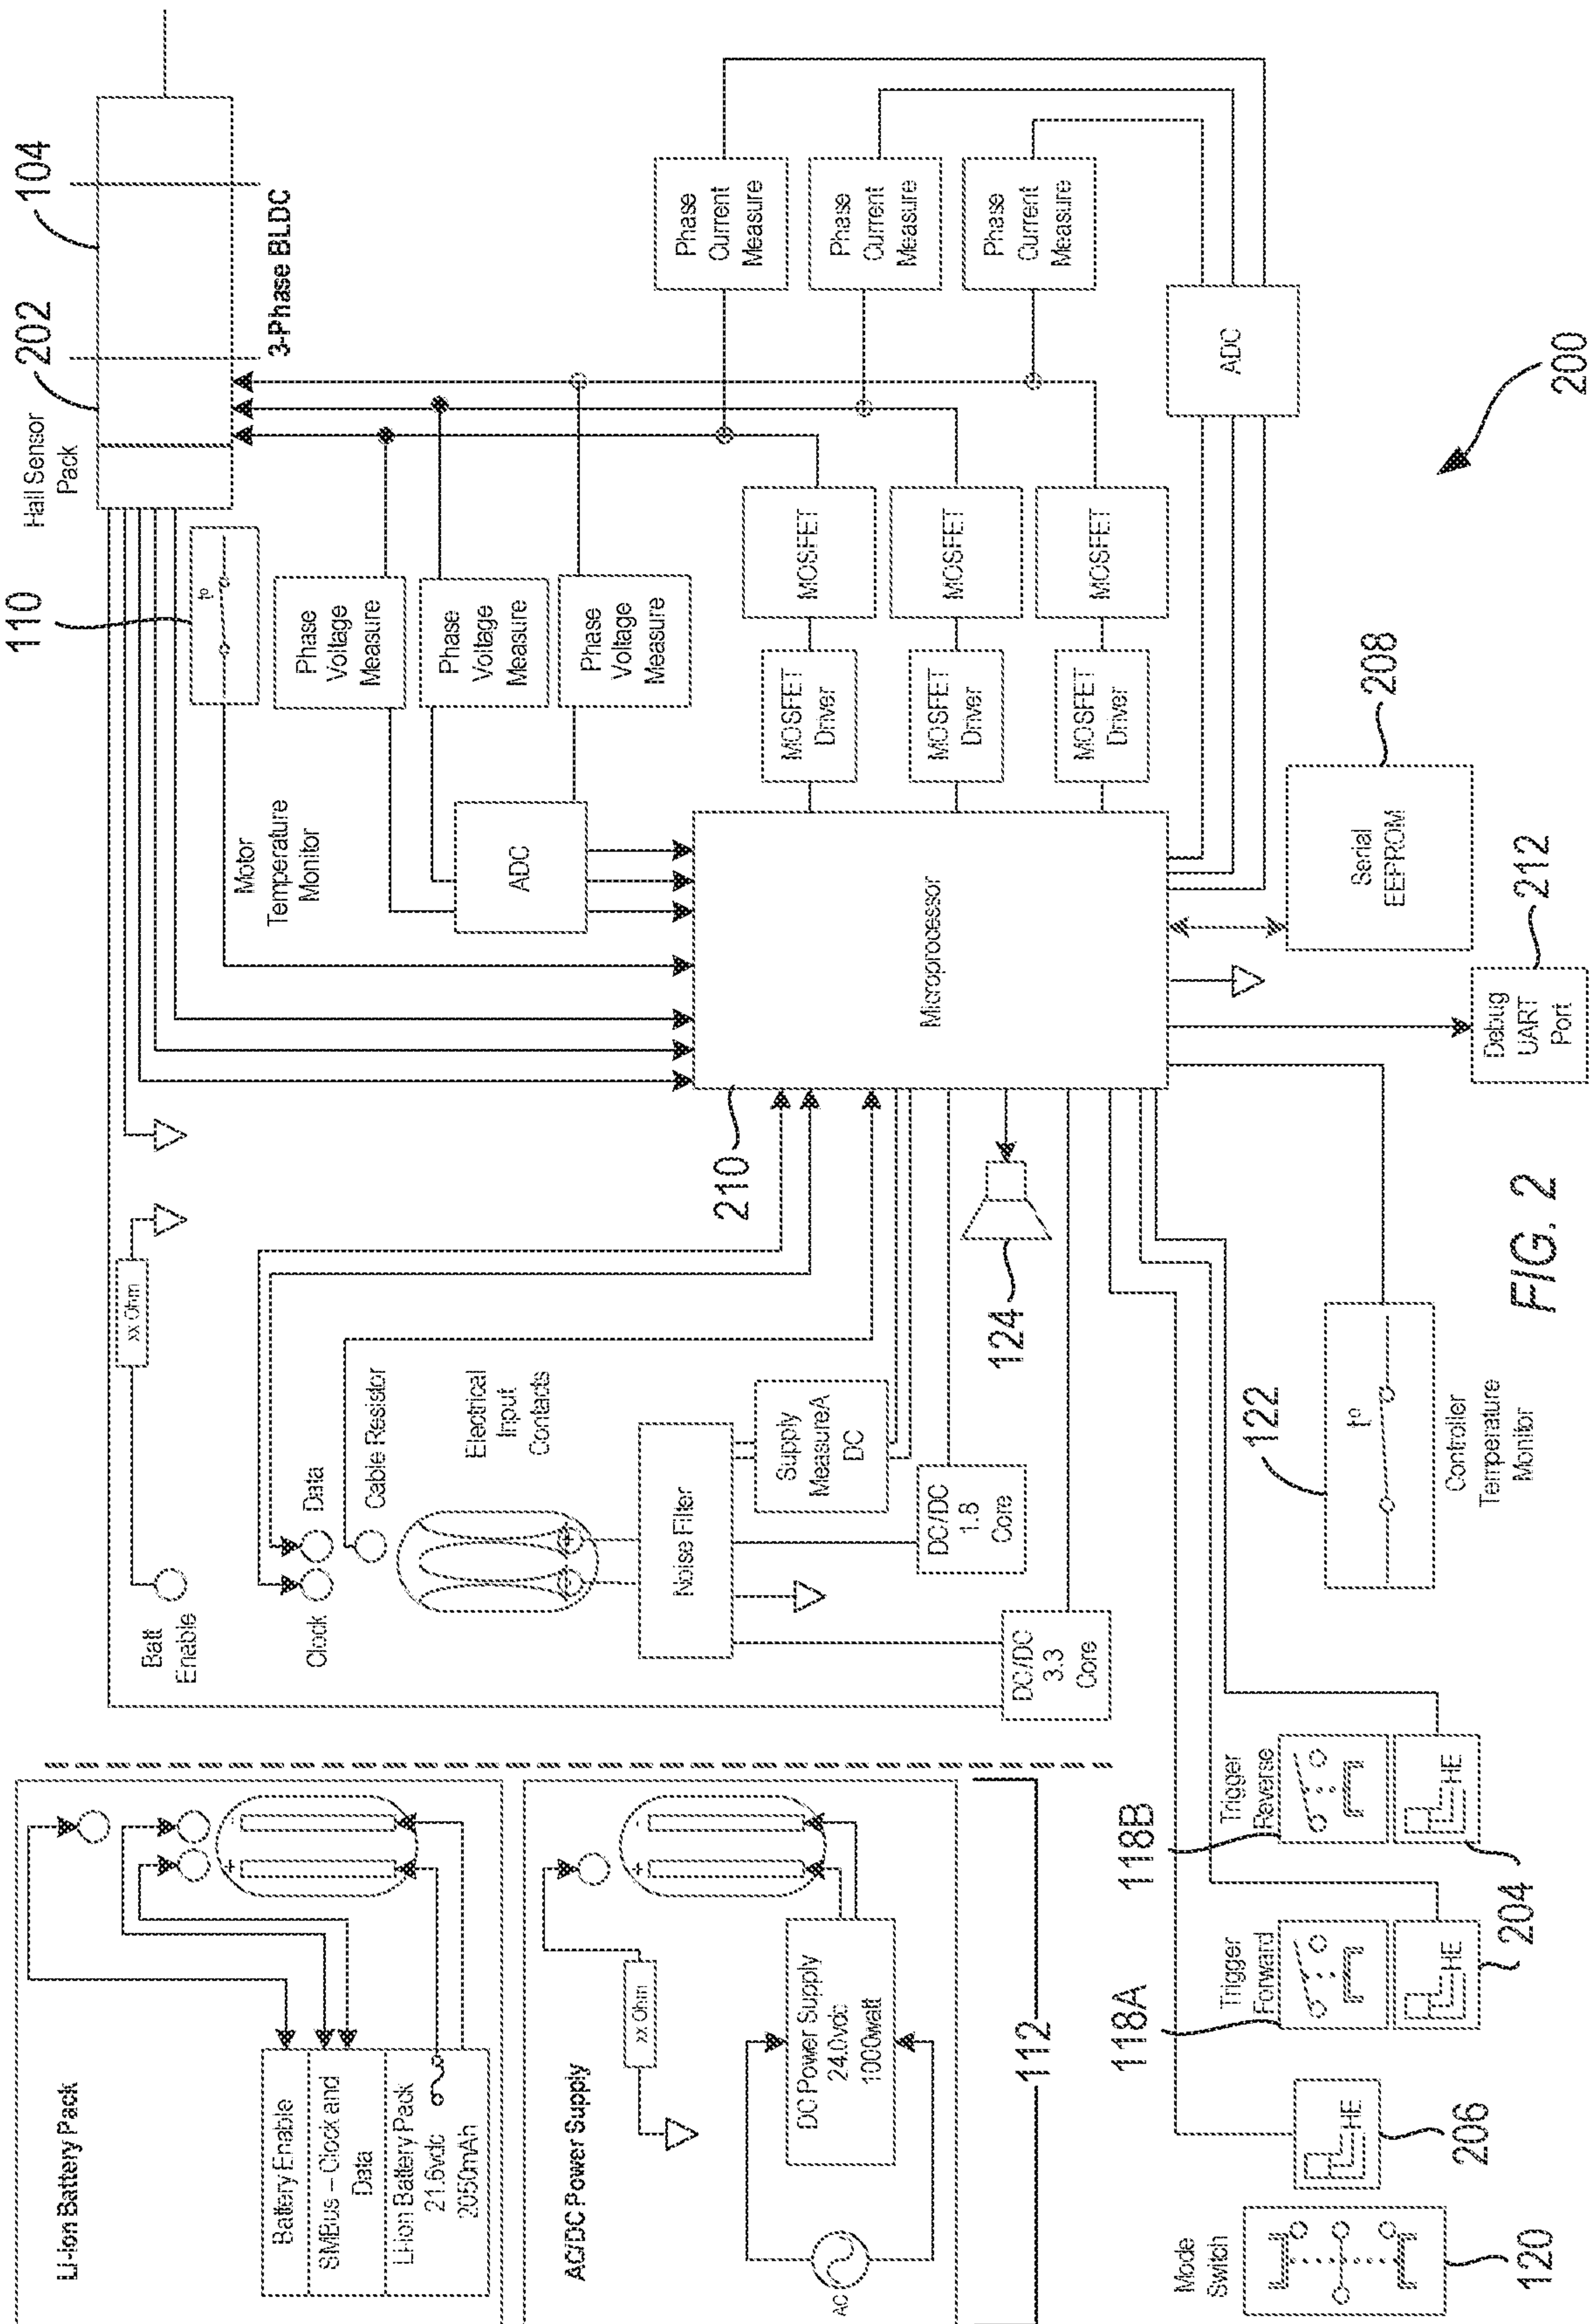 Li-ion Battery Pack
Battery Enable
SMBus – Clock and
Data
Li-ion Battery Pack
21.6vdc
2050mAh
+
-
AC/DC Power Supply
xx Ohm
DC Power Supply
24.0vdc
1000watt
AC
+
-
112
Batt
Enable
xx Ohm
Clock
Data
Cable Resistor
Electrical
Input
Contacts
Noise Filter
Supply
MeasureA
DC
DC/DC
1.8
Core
DC/DC
3.3
Core
110
Hall Sensor
Pack
202
104
3-Phase BLDC
tº
Motor
Temperature
Monitor
Phase
Voltage
Measure
Phase
Voltage
Measure
Phase
Voltage
Measure
ADC
Phase
Current
Measure
Phase
Current
Measure
Phase
Current
Measure
MOSFET
Driver
MOSFET
MOSFET
Driver
MOSFET
MOSFET
Driver
MOSFET
ADC
210
Microprocessor
124
Mode
Switch
120
HE
206
118A
Trigger
Forward
HE
118B
Trigger
Reverse
HE
204
122
tº
Controller
Temperature
Monitor
Debug
UART
Port
212
Serial
EEPROM
208
200
FIG. 2